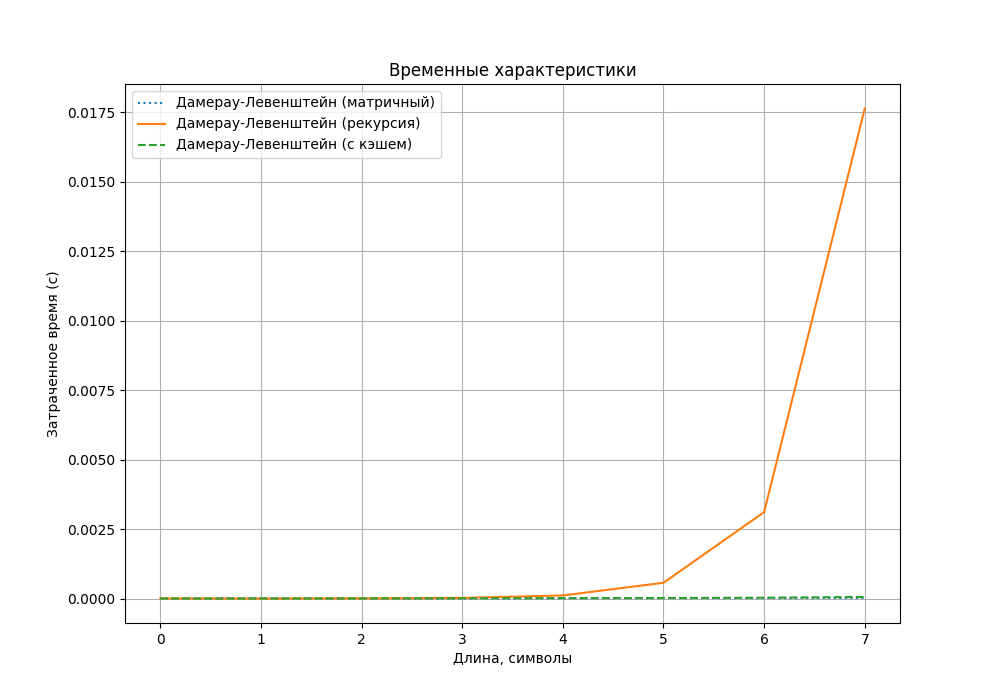 Временные характеристики
Дамерау-Левенштейн (матричный)
Дамерау-Левенштейн (рекурсия)
Дамерау-Левенштейн (с кэшем)
Затраченное время (с)
0.0175
0.0150
0.0125
0.0100
0.0075
0.0050
0.0025
0.0000
0 1 2 3 4 5 6 7
Длина, символы